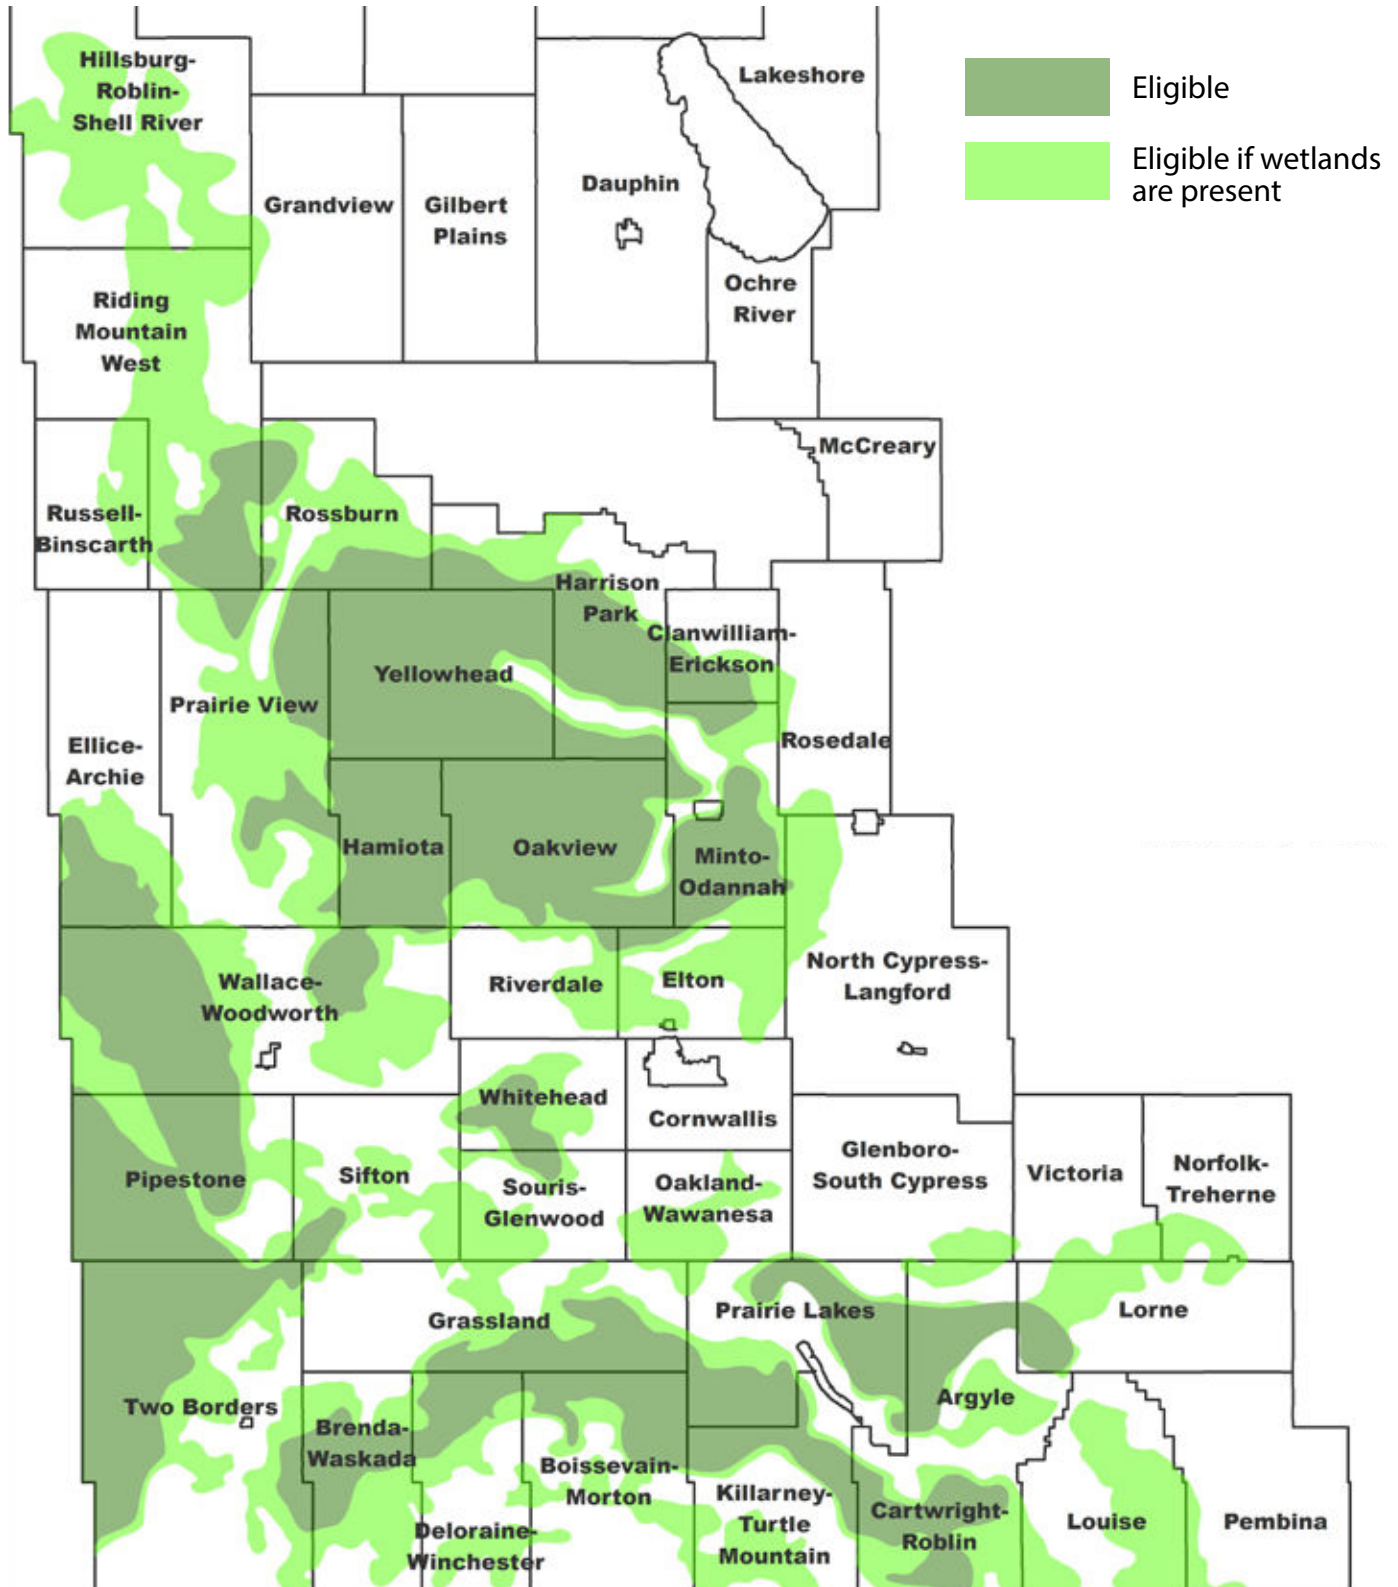 Hillsburg-
Roblin-
Shell River
Lakeshore
Eligible
Eligible if wetlands
are present
Grandview
Gilbert
Plains
Dauphin
Ochre
River
Riding
Mountain
West
McCreary
Russell-
Binscarth
Rossburn
Harrison
Park
Clanwilliam-
Erickson
Yellowhead
Prairie View
Rosedale
Ellice-
Archie
Hamiota
Oakview
Minto-
Odannah
Wallace-
Woodworth
Riverdale
Elton
North Cypress-
Langford
Whitehead
Cornwallis
Pipestone
Sifton
Souris-
Glenwood
Oakland-
Wawanesa
Glenboro-
South Cypress
Victoria
Norfolk-
Treherne
Grassland
Prairie Lakes
Lorne
Two Borders
Brenda-
Waskada
Argyle
Boissevain-
Morton
Deloraine-
Winchester
Killarney-
Turtle
Mountain
Cartwright-
Roblin
Louise
Pembina